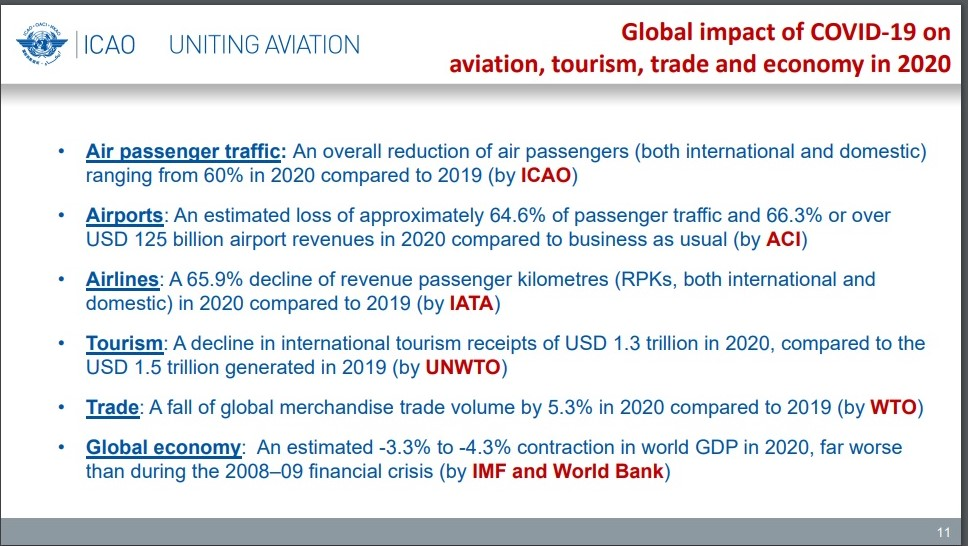 ICAO · OACI · ИКАО
ICAO
UNITING AVIATION
Global impact of COVID-19 on
aviation, tourism, trade and economy in 2020
• Air passenger traffic: An overall reduction of air passengers (both international and domestic)
ranging from 60% in 2020 compared to 2019 (by ICAO)
• Airports: An estimated loss of approximately 64.6% of passenger traffic and 66.3% or over
USD 125 billion airport revenues in 2020 compared to business as usual (by ACI)
• Airlines: A 65.9% decline of revenue passenger kilometres (RPKs, both international and
domestic) in 2020 compared to 2019 (by IATA)
• Tourism: A decline in international tourism receipts of USD 1.3 trillion in 2020, compared to the
USD 1.5 trillion generated in 2019 (by UNWTO)
• Trade: A fall of global merchandise trade volume by 5.3% in 2020 compared to 2019 (by WTO)
• Global economy: An estimated -3.3% to -4.3% contraction in world GDP in 2020, far worse
than during the 2008–09 financial crisis (by IMF and World Bank)
11